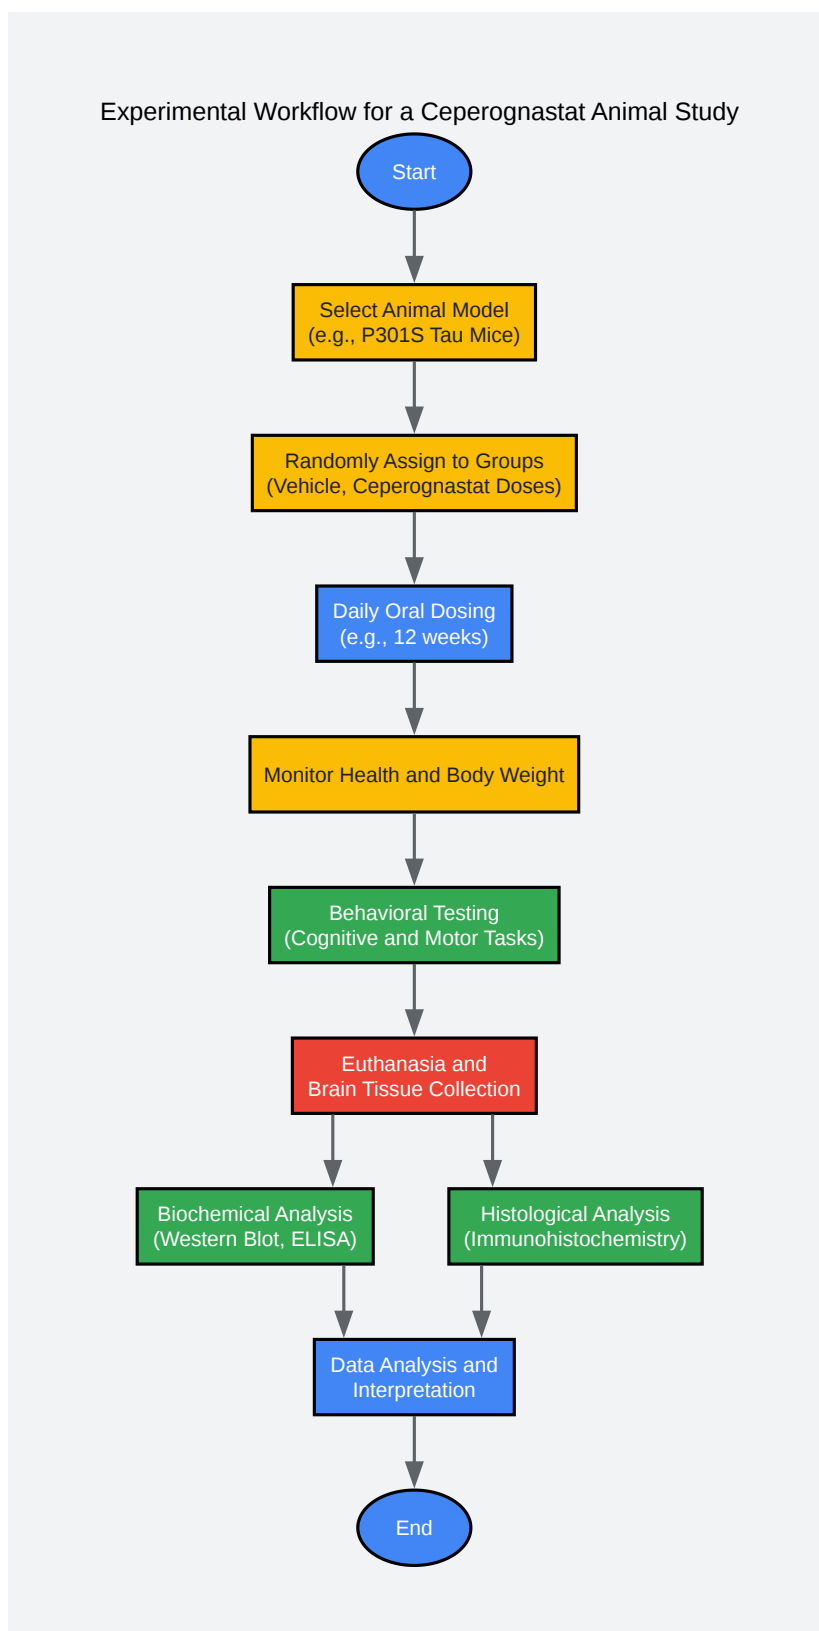 Experimental Workflow for a Ceperognastat Animal Study
Start
Select Animal Model
(e.g., P301S Tau Mice)
Randomly Assign to Groups
(Vehicle, Ceperognastat Doses)
Daily Oral Dosing
(e.g., 12 weeks)
Monitor Health and Body Weight
Behavioral Testing
(Cognitive and Motor Tasks)
Euthanasia and
Brain Tissue Collection
Biochemical Analysis
(Western Blot, ELISA)
Histological Analysis
(Immunohistochemistry)
Data Analysis and
Interpretation
End